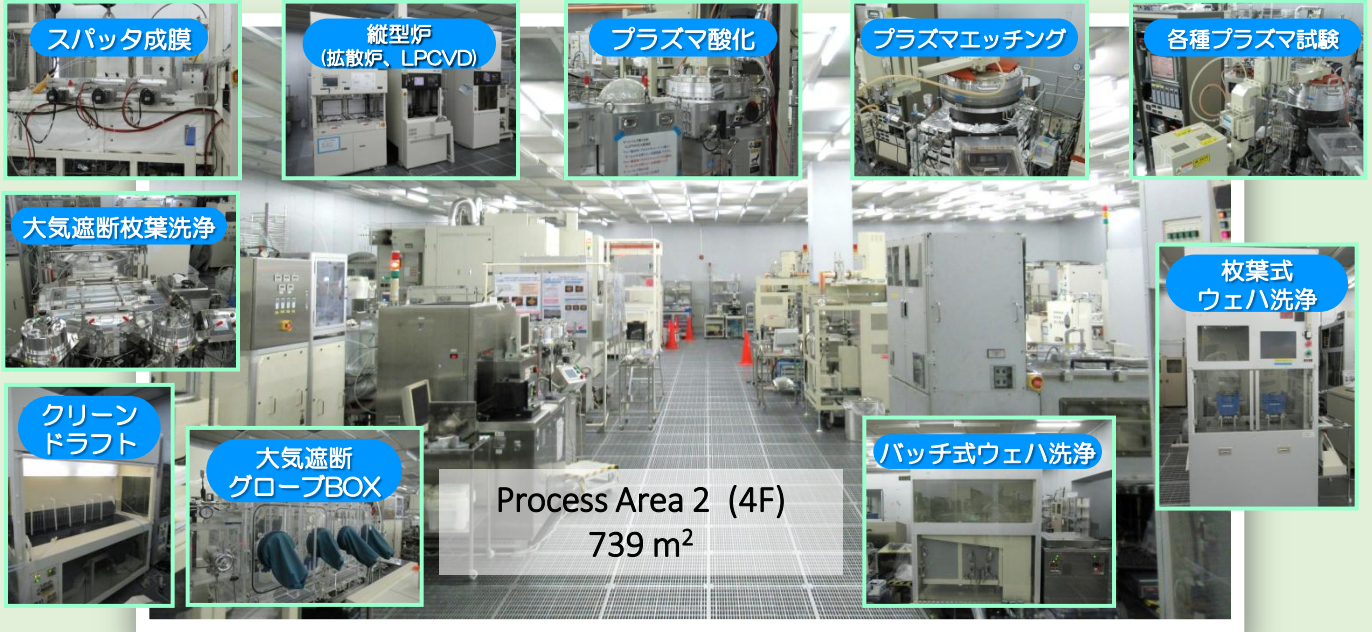 スパッタ成膜
縦型炉
(拡散炉、LPCVD)
プラズマ酸化
プラズマエッチング
各種プラズマ試験
大気遮断枚葉洗浄
枚葉式
ウェハ洗浄
クリーン
ドラフト
大気遮断
グローブBOX
バッチ式ウェハ洗浄
Process Area 2 (4F)
739 m²